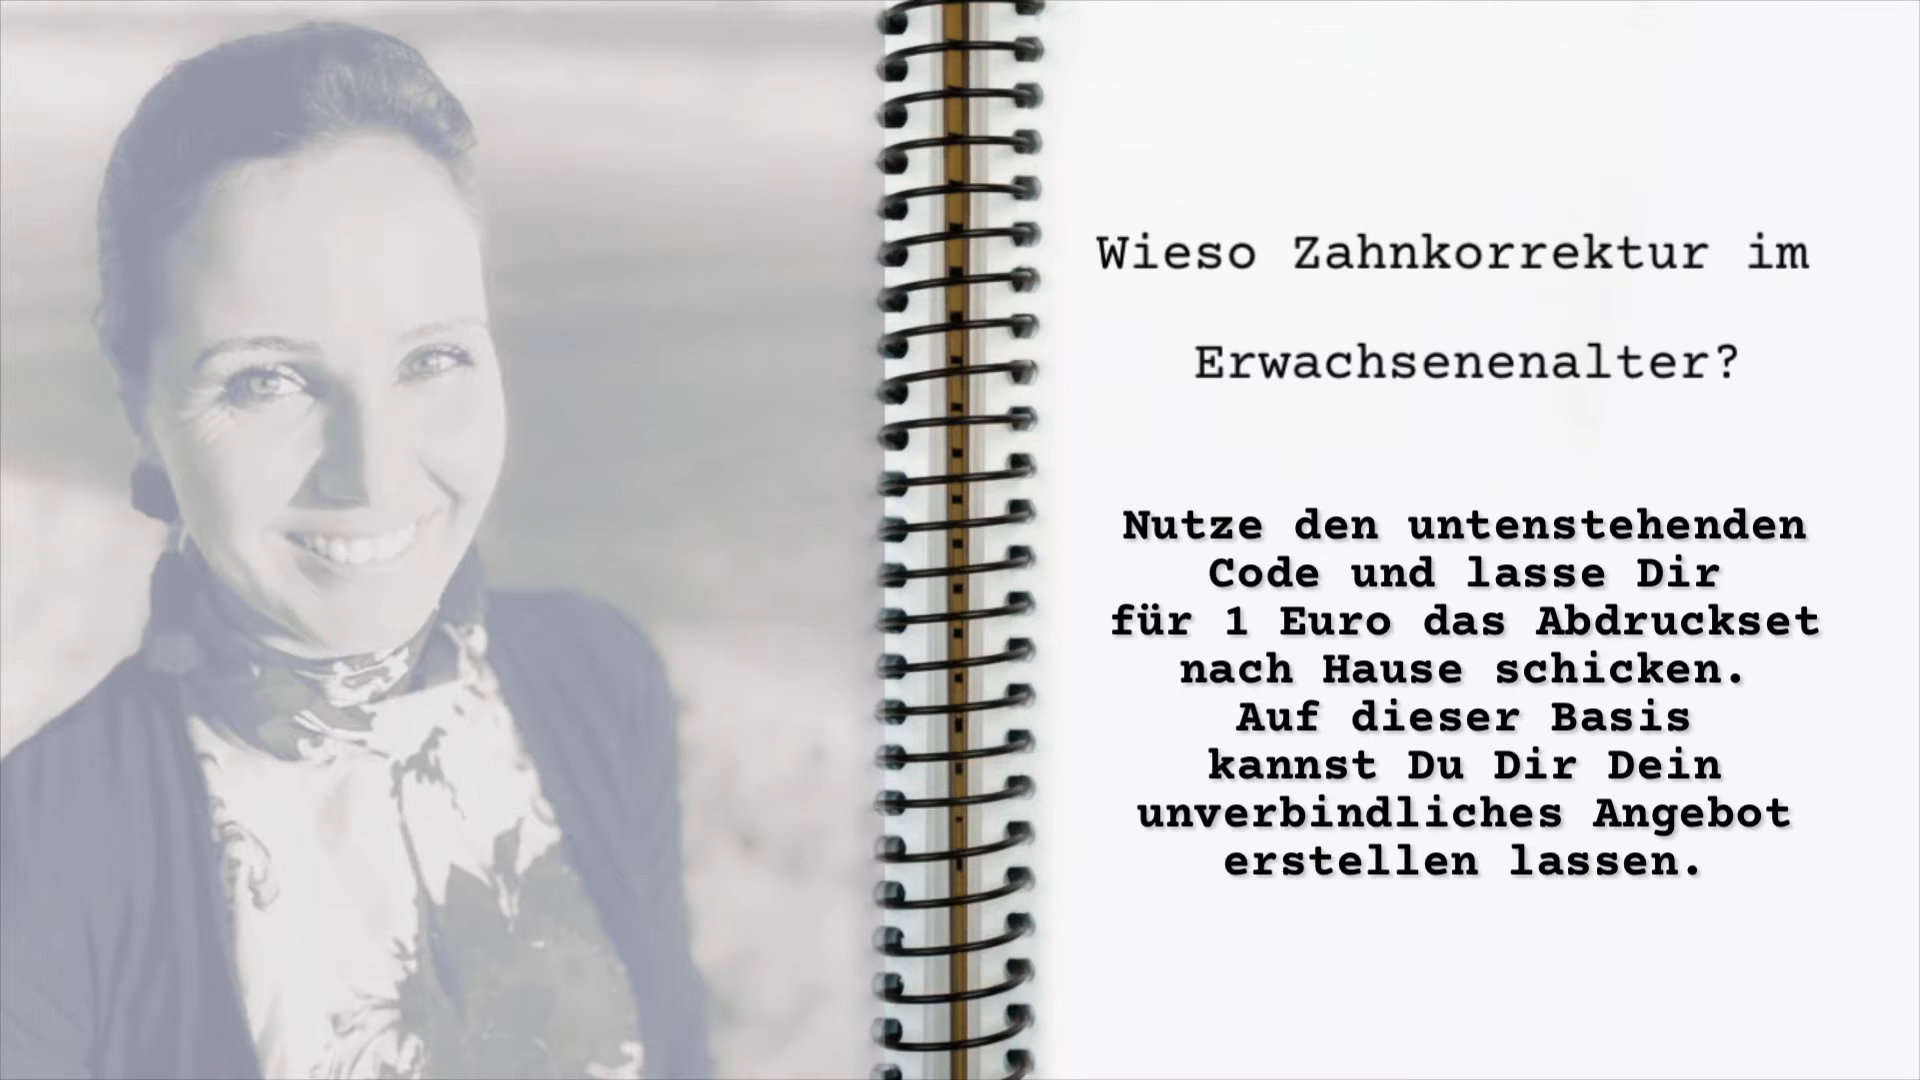 Wieso Zahnkorrektur im
Erwachsenenalter?
Nutze den untenstehenden
Code und lasse Dir
für 1 Euro das Abdruckset
nach Hause schicken.
Auf dieser Basis
kannst Du Dir Dein
unverbindliches Angebot
erstellen lassen.